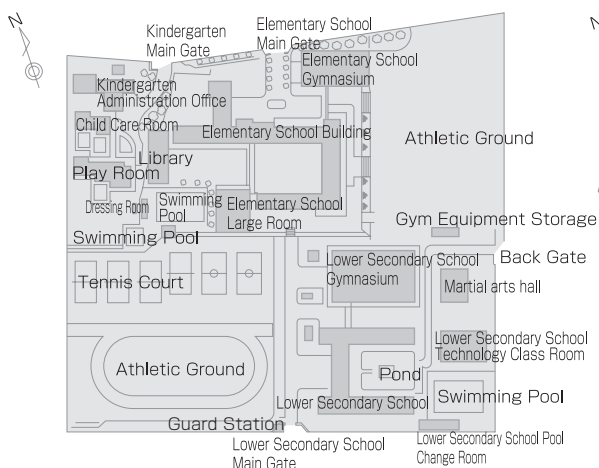 N
N
Kindergarten
Main Gate
Elementary School
Main Gate
Elementary School
Gymnasium
Kindergarten
Administration Office
Child Care Room
Elementary School Building
Athletic Ground
Library
Play Room
Dressing Room
Swimming
Pool
Elementary School
Large Room
Gym Equipment Storage
Swimming Pool
Back Gate
Lower Secondary School
Gymnasium
Tennis Court
Martial arts hall
Lower Secondary School
Technology Class Room
Athletic Ground
Pond
Swimming Pool
Lower Secondary School
Guard Station
Lower Secondary School
Main Gate
Lower Secondary School Pool
Change Room